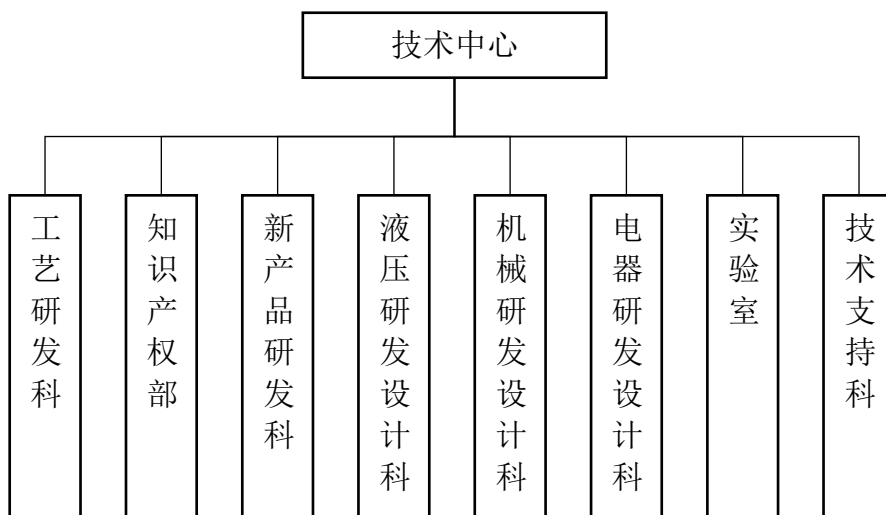 技术中心
工艺研发科
知识产权部
新产品研发科
液压研发设计科
机械研发设计科
电器研发设计科
实验室
技术支持科